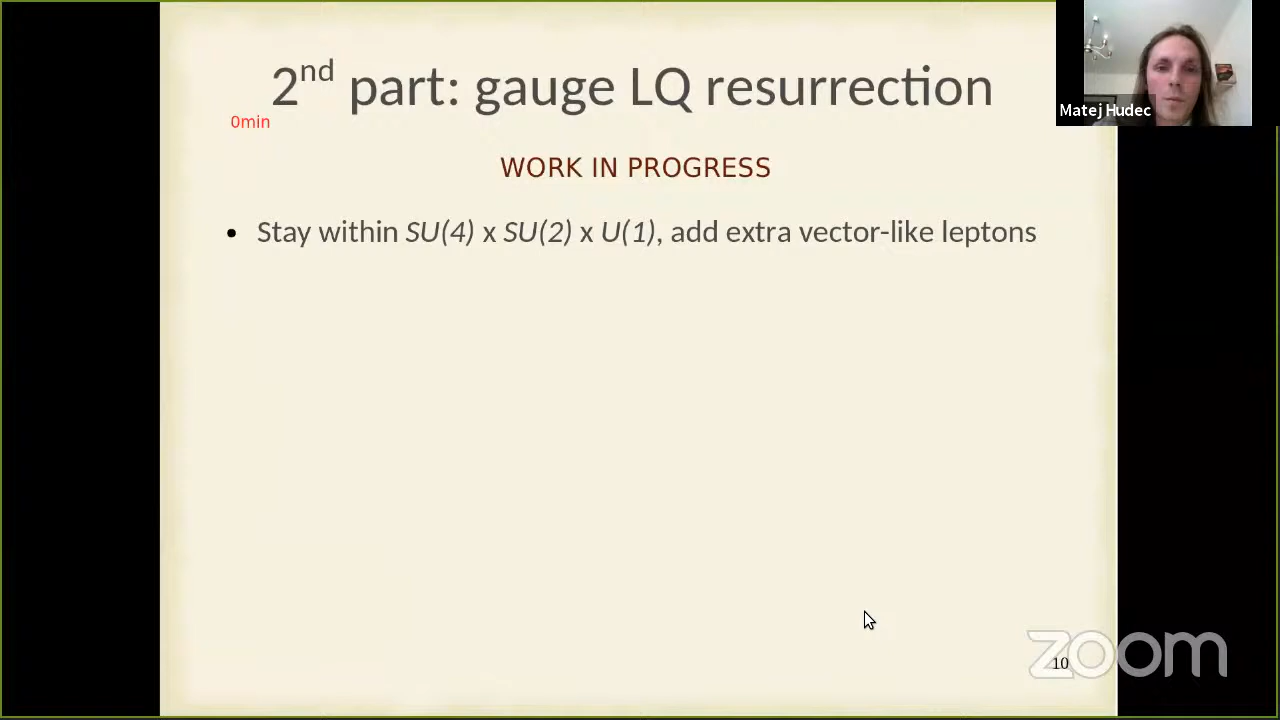 2nd part: gauge LQ resurrection
0min
Matej Hudec
WORK IN PROGRESS
• Stay within SU(4) x SU(2) x U(1), add extra vector-like leptons
10
zoom